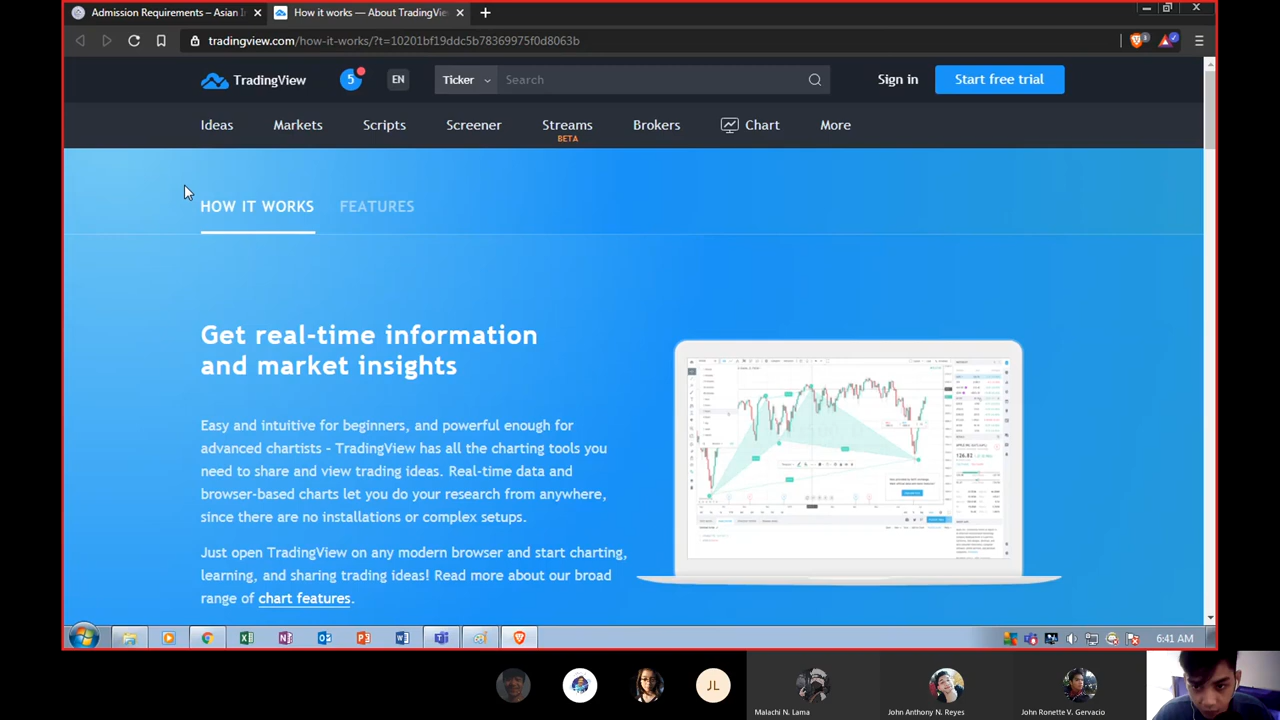 Admission Requirements – Asian I
How it works — About TradingVie
tradingview.com/how-it-works/?t=10201bf19ddc5b78369975f0d8063b
TradingView
5
EN
Ticker
Search
Sign in
Start free trial
Ideas
Markets
Scripts
Screener
Streams
BETA
Brokers
Chart
More
HOW IT WORKS
FEATURES
Get real-time information
and market insights
Easy and intuitive for beginners, and powerful enough for
advanced chartists - TradingView has all the charting tools you
need to share and view trading ideas. Real-time data and
browser-based charts let you do your research from anywhere,
since there are no installations or complex setups.
Just open TradingView on any modern browser and start charting,
learning, and sharing trading ideas! Read more about our broad
range of chart features.
126.82
6:41 AM
JL
Malachi N. Lama
John Anthony N. Reyes
John Ronette V. Gervacio